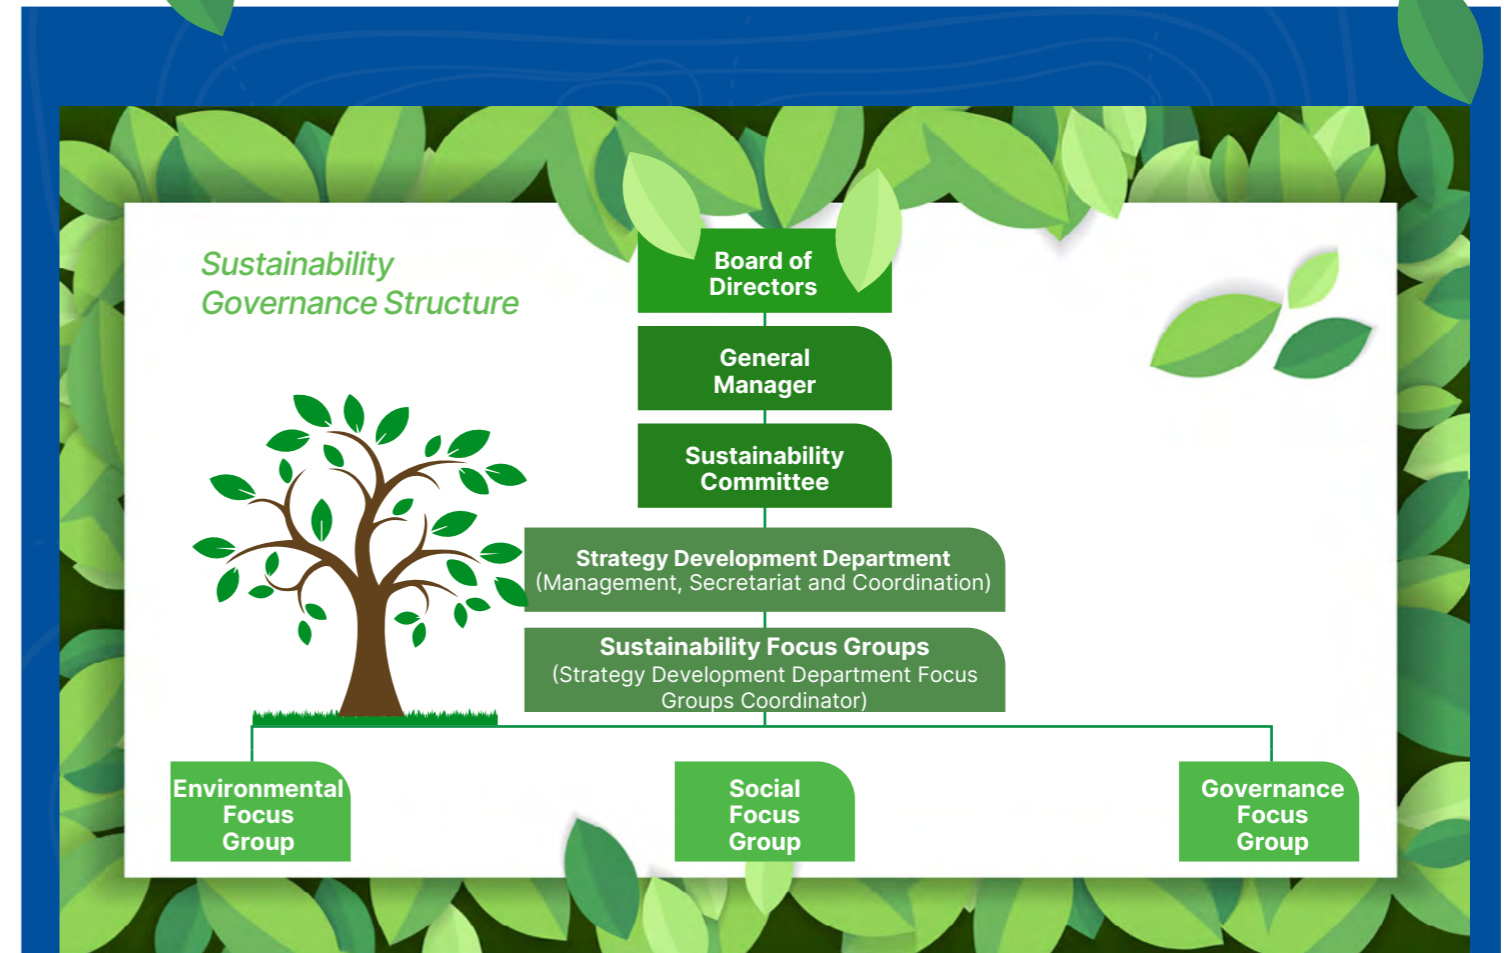 Sustainability
Governance Structure
Board of
Directors
General
Manager
Sustainability
Committee
Strategy Development Department
(Management, Secretariat and Coordination)
Sustainability Focus Groups
(Strategy Development Department Focus
Groups Coordinator)
Environmental
Focus
Group
Social
Focus
Group
Governance
Focus
Group